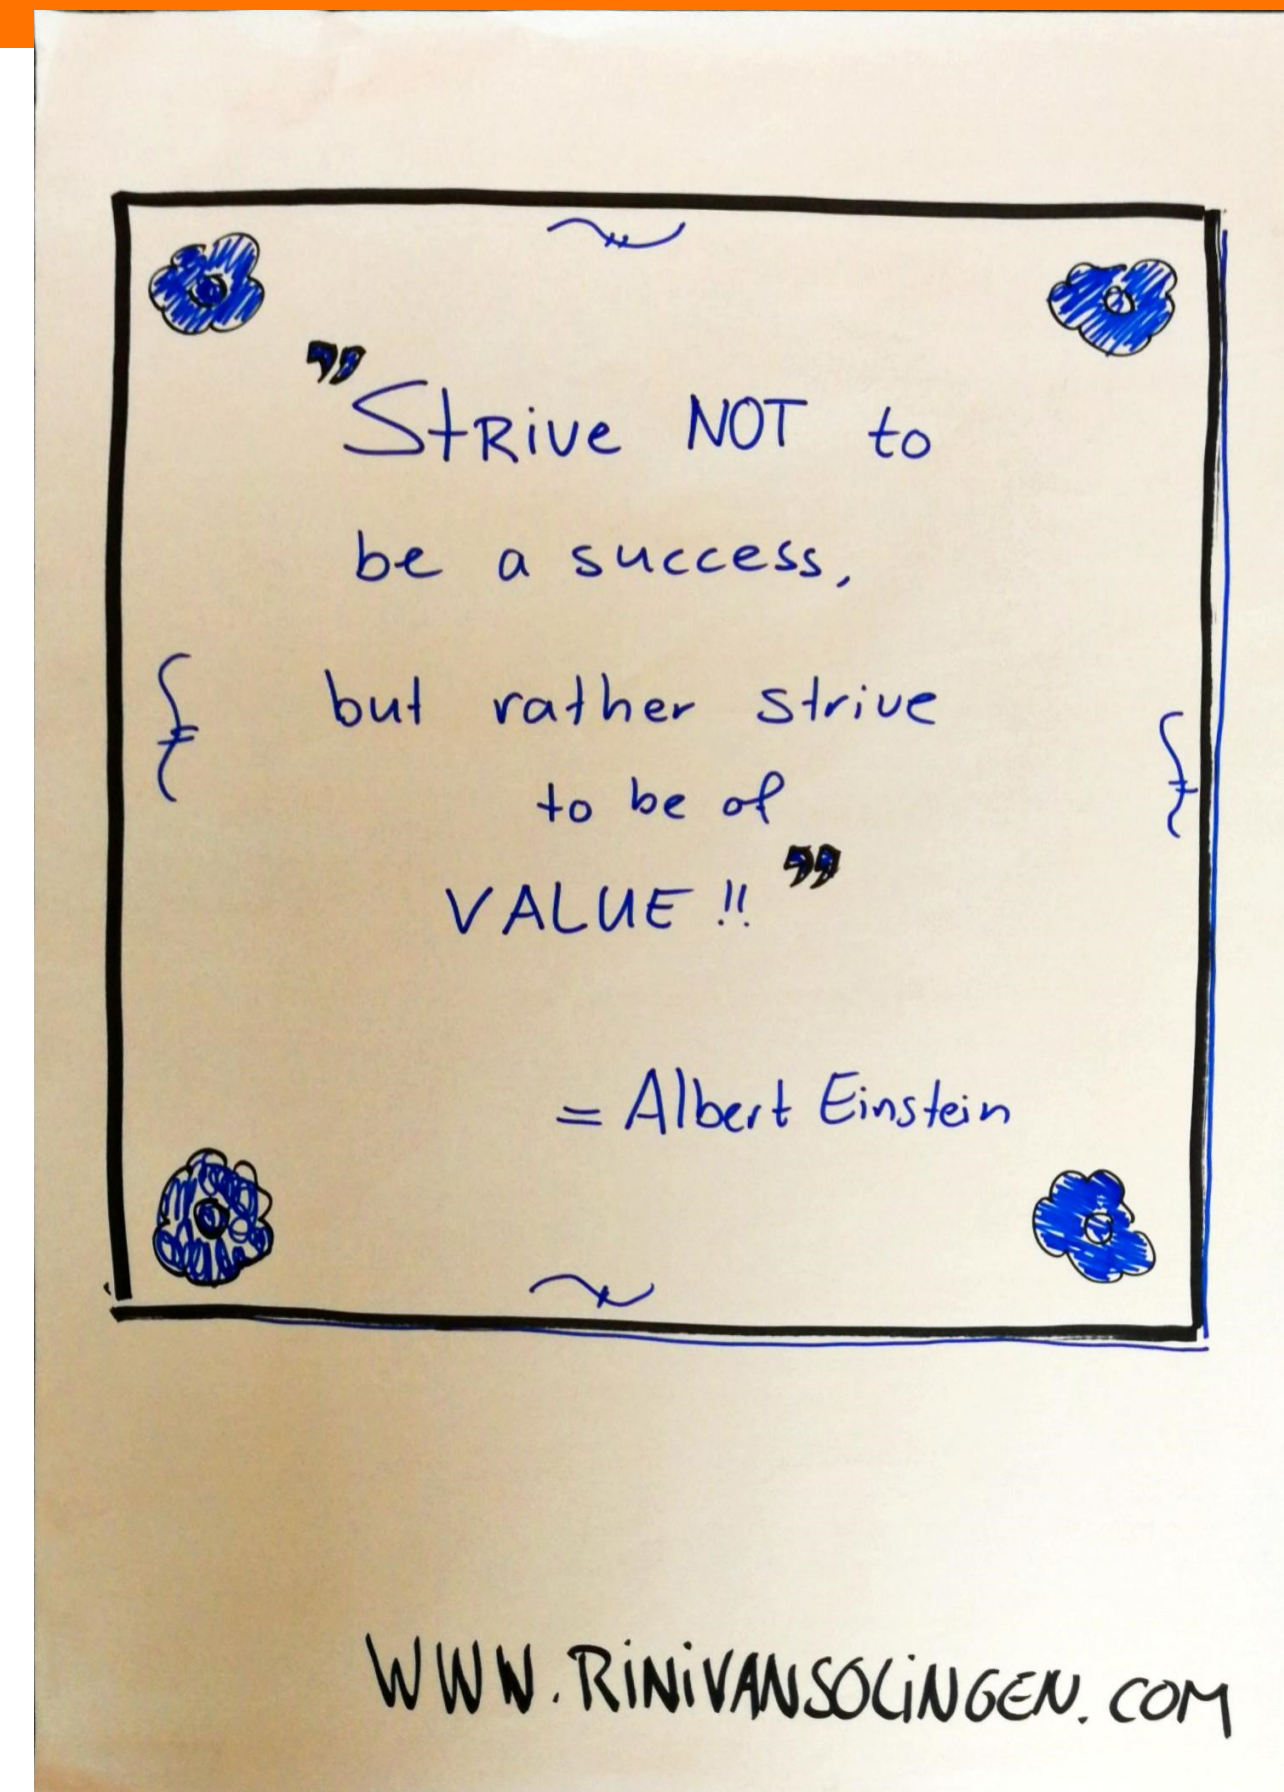 "Strive NOT to
be a success,
but rather strive
to be of
VALUE!!"
= Albert Einstein
WWW.RINIVANSOLINGEN.COM